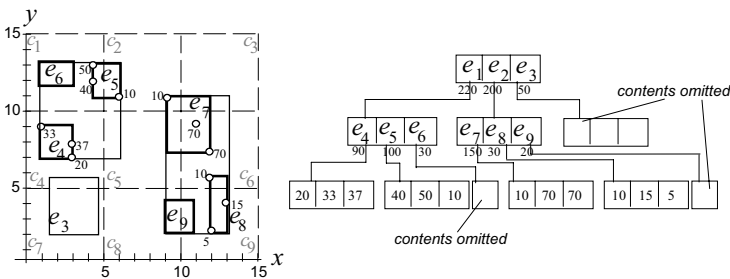 y
15
c1 c2 c3
e6 50 e5
40 10
10
10 e7
33 70
37
e4 20 70
c4 c5 c6
5
10
15
e3 e9 e8
5
c7 c8 c9
5 10 15 x
e1 e2 e3
220 200 50
contents omitted
e4 e5 e6 e7 e8 e9
90 100 30 150 30 20
20 33 37 40 50 10 10 70 70 10 15 5
contents omitted